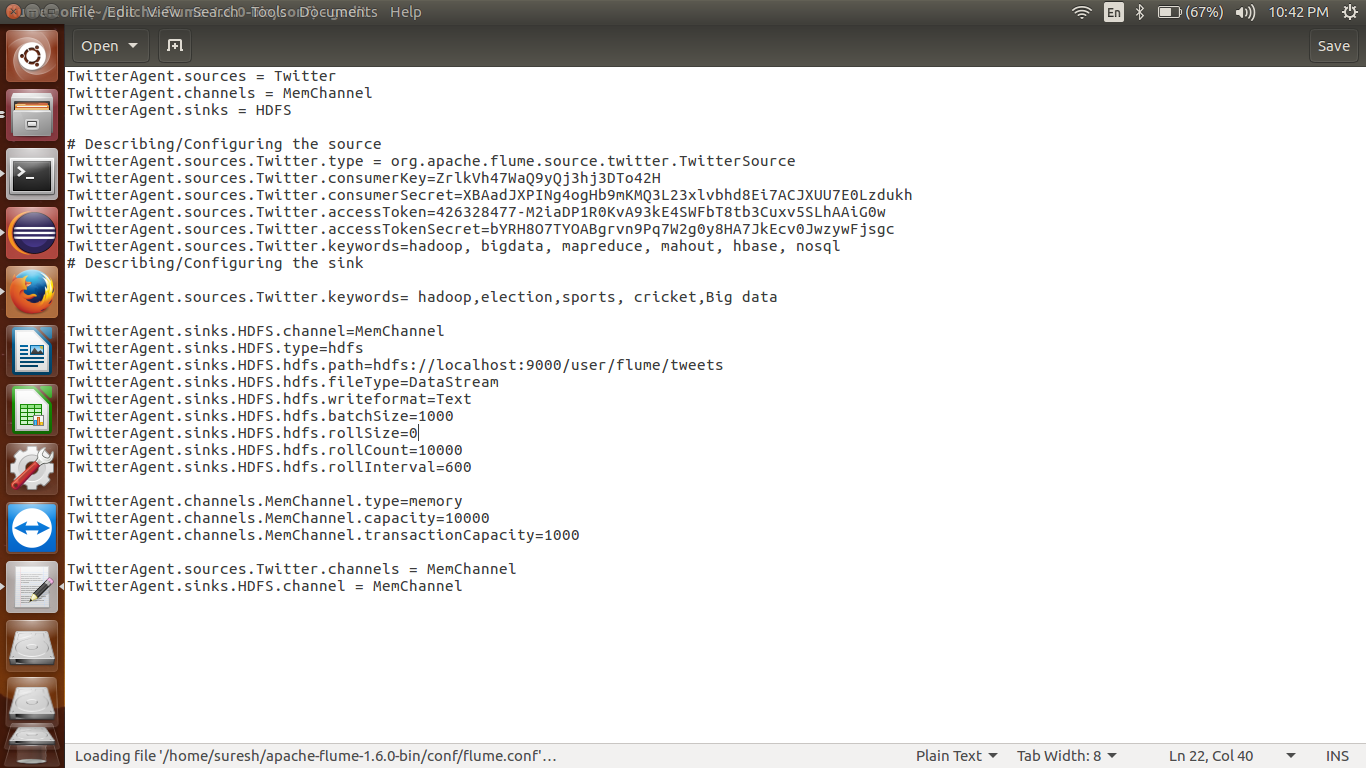 File Edit View Search Tools Documents Help
En
(67%)
10:42 PM
Open
Save
TwitterAgent.sources = Twitter
TwitterAgent.channels = MemChannel
TwitterAgent.sinks = HDFS
# Describing/Configuring the source
TwitterAgent.sources.Twitter.type = org.apache.flume.source.twitter.TwitterSource
TwitterAgent.sources.Twitter.consumerKey=ZrlkVh47WaQ9yQj3hj3DTo42H
TwitterAgent.sources.Twitter.consumerSecret=XBAadJXPINg4ogHb9mKMQ3L23xlvbhd8Ei7ACJXUU7E0Lzdukh
TwitterAgent.sources.Twitter.accessToken=426328477-M2iaDP1R0KvA93kE4SWFbT8tb3Cuxv5SLhAAiG0w
TwitterAgent.sources.Twitter.accessTokenSecret=bYRH8O7TYOABgrvn9Pq7W2g0y8HA7JkEcv0JwzywFjsgc
TwitterAgent.sources.Twitter.keywords=hadoop, bigdata, mapreduce, mahout, hbase, nosql
# Describing/Configuring the sink
TwitterAgent.sources.Twitter.keywords= hadoop,election,sports, cricket,Big data
TwitterAgent.sinks.HDFS.channel=MemChannel
TwitterAgent.sinks.HDFS.type=hdfs
TwitterAgent.sinks.HDFS.hdfs.path=hdfs://localhost:9000/user/flume/tweets
TwitterAgent.sinks.HDFS.hdfs.fileType=DataStream
TwitterAgent.sinks.HDFS.hdfs.writeformat=Text
TwitterAgent.sinks.HDFS.hdfs.batchSize=1000
TwitterAgent.sinks.HDFS.hdfs.rollSize=0
TwitterAgent.sinks.HDFS.hdfs.rollCount=10000
TwitterAgent.sinks.HDFS.hdfs.rollInterval=600
TwitterAgent.channels.MemChannel.type=memory
TwitterAgent.channels.MemChannel.capacity=10000
TwitterAgent.channels.MemChannel.transactionCapacity=1000
TwitterAgent.sources.Twitter.channels = MemChannel
TwitterAgent.sinks.HDFS.channel = MemChannel
Loading file '/home/suresh/apache-flume-1.6.0-bin/conf/flume.conf'…
Plain Text
Tab Width: 8
Ln 22, Col 40
INS